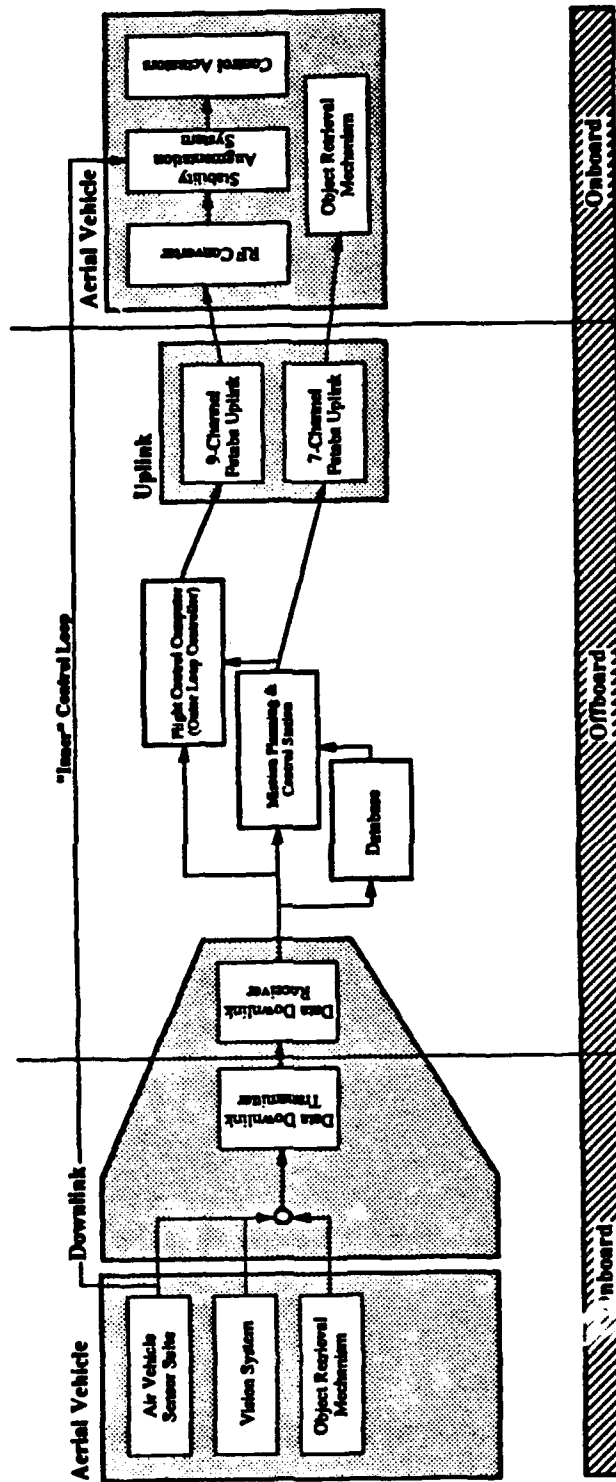 "Inner" Control Loop
Aerial Vehicle
Air Vehicle
Sensor Suite
Vision System
Object Retrieval
Mechanism
Downlink
Data Downlink
Transmitter
Data Downlink
Receiver
Flight Control Computer
(Outer Loop Controller)
Mission Planning &
Control Station
Database
Uplink
9-Channel
Futaba Uplink
7-Channel
Futaba Uplink
Aerial Vehicle
RF Converter
Stability
Augmentation
System
Control Actuators
Object Retrieval
Mechanism
Onboard
Offboard
Onboard